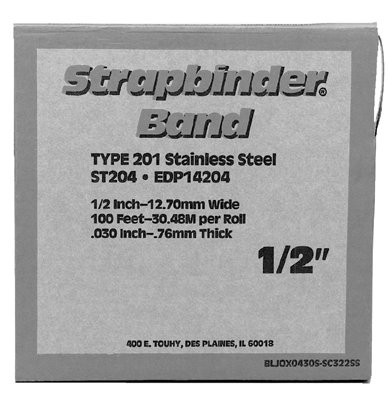 Strapbinder®
Band
TYPE 201 Stainless Steel
ST204 • EDP14204
1/2 Inch–12.70mm Wide
100 Feet–30.48M per Roll
.030 Inch–.76mm Thick
1/2"
400 E. TOUHY, DES PLAINES, IL 60018
BLJOX0430S-SC322SS